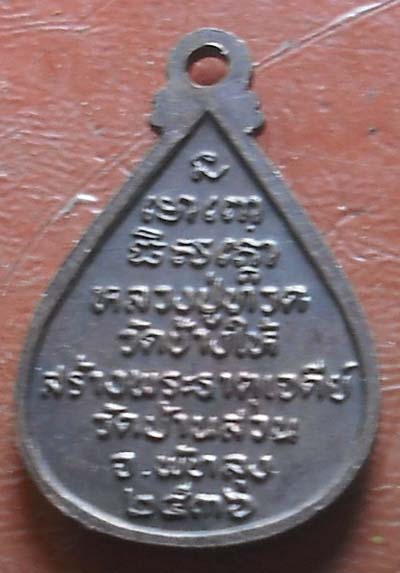 หลวงปู่ทวด
วัดช้างให้
สร้างพระธาตุเจดีย์
วัดบ้านสวน
จ.พัทลุง
๒๕๓๖